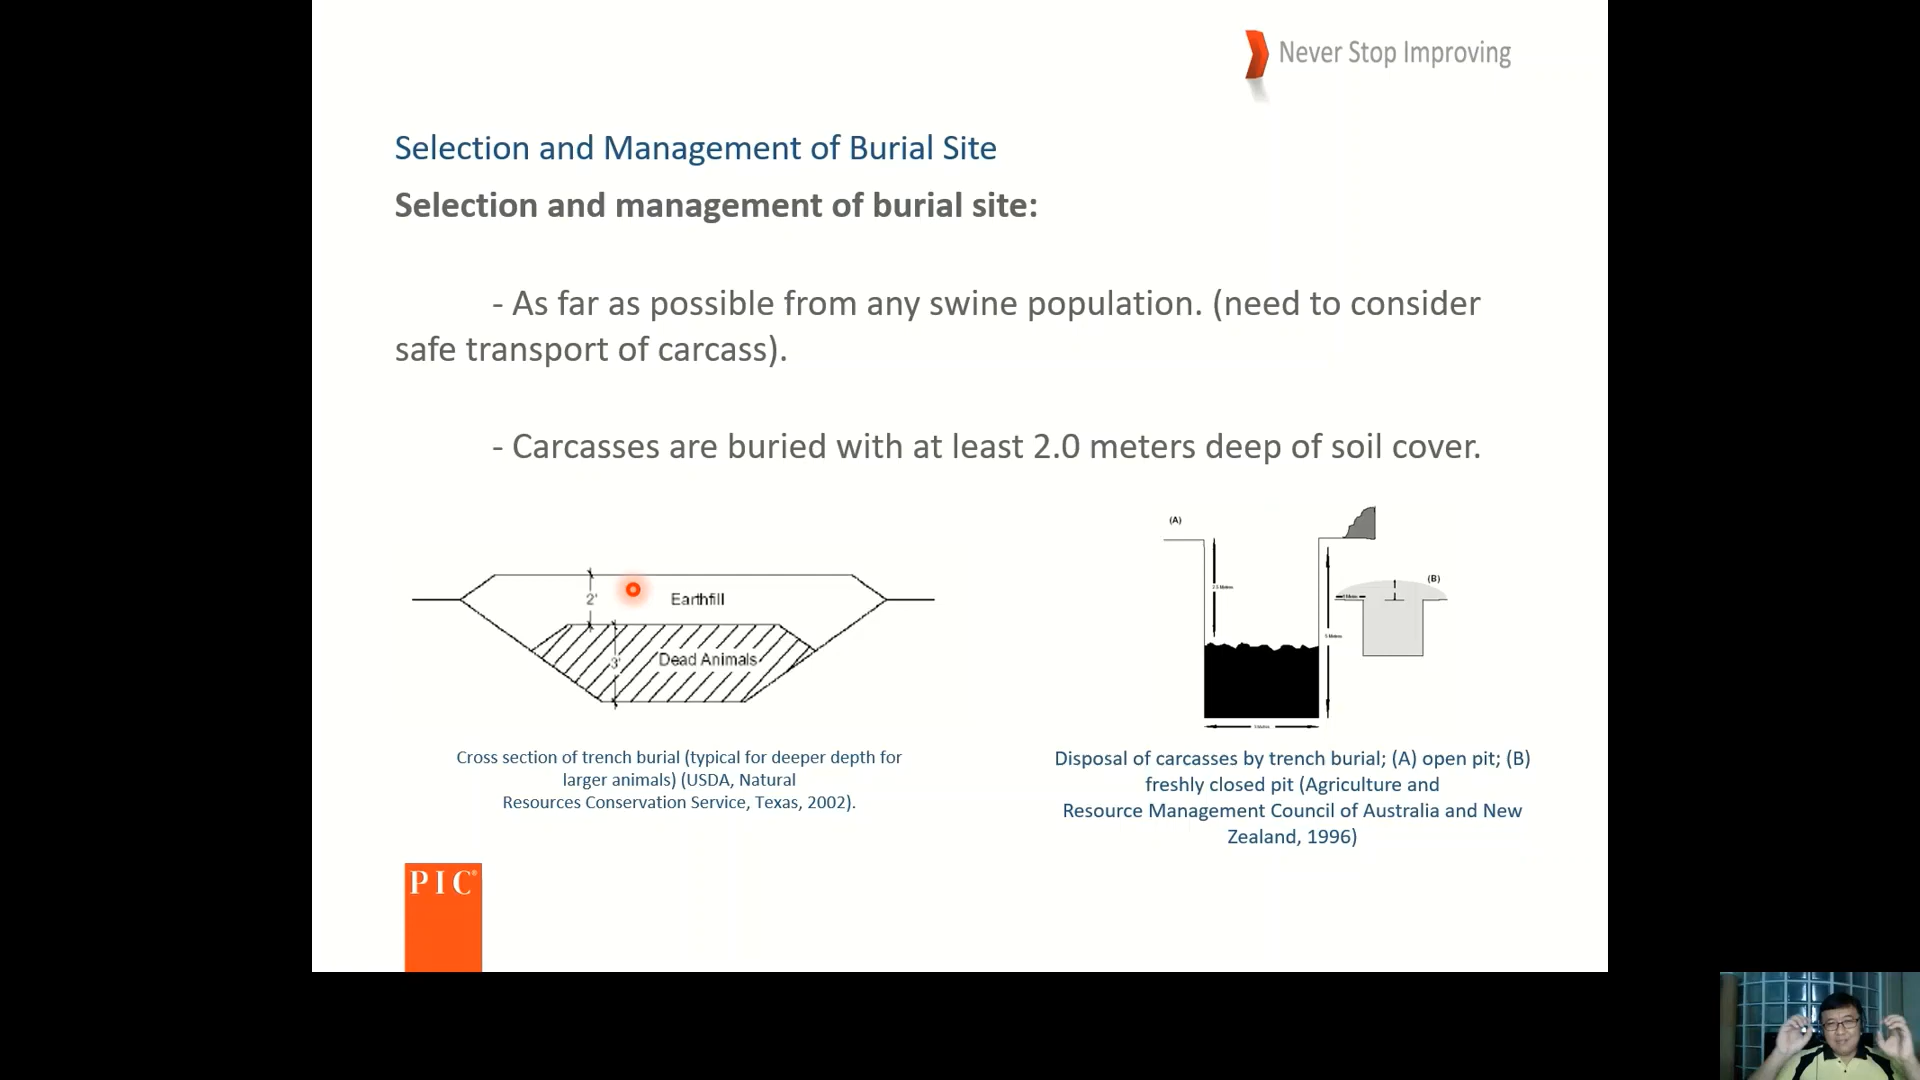 Never Stop Improving
Selection and Management of Burial Site
Selection and management of burial site:
- As far as possible from any swine population. (need to consider
safe transport of carcass).
- Carcasses are buried with at least 2.0 meters deep of soil cover.
2'
Earthfill
3'
Dead Animals
(A)
(B)
Cross section of trench burial (typical for deeper depth for
larger animals) (USDA, Natural
Resources Conservation Service, Texas, 2002).
Disposal of carcasses by trench burial; (A) open pit; (B)
freshly closed pit (Agriculture and
Resource Management Council of Australia and New
Zealand, 1996)
PIC®